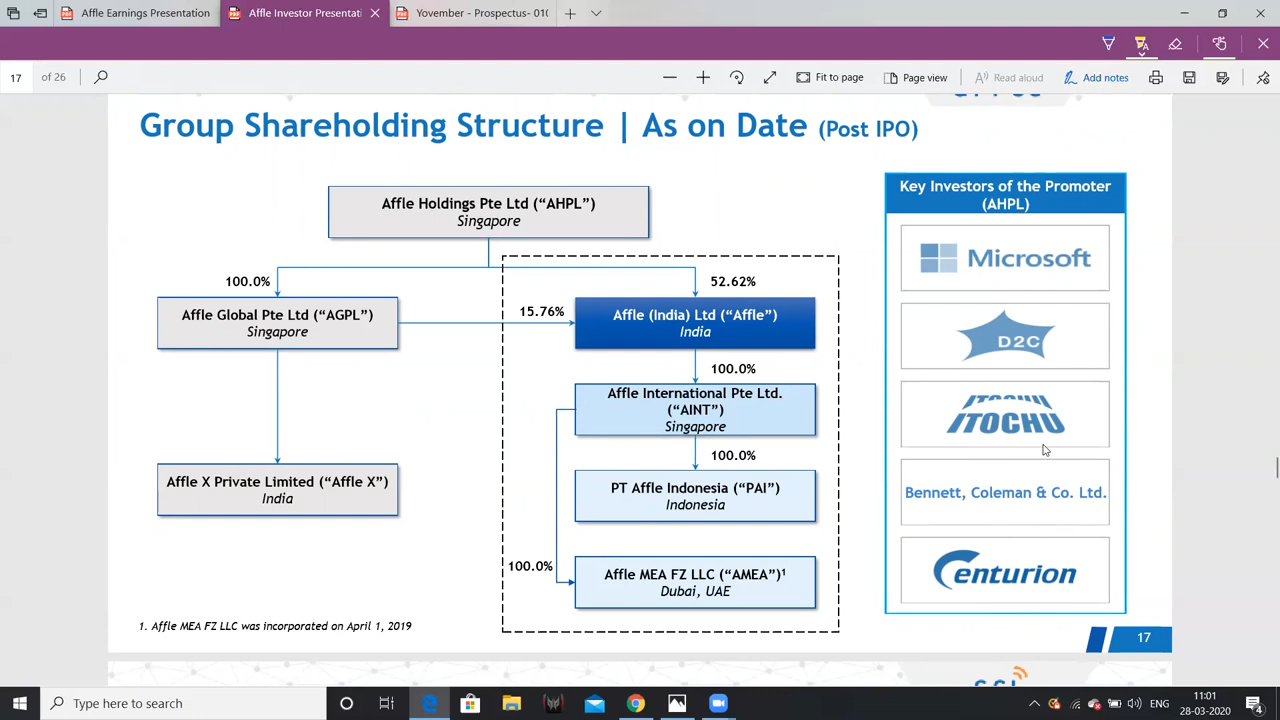 Affle Earnings Presentation
Affle Investor Presentati
Yovember - Prospectus- 010
17
of 26
Fit to page
Page view
Read aloud
Add notes
Group Shareholding Structure | As on Date (Post IPO)
Affle Holdings Pte Ltd (“AHPL”)
Singapore
100.0%
52.62%
Affle Global Pte Ltd (“AGPL”)
Singapore
15.76%
Affle (India) Ltd (“Affle”)
India
100.0%
Affle International Pte Ltd.
(“AINT”)
Singapore
100.0%
Affle X Private Limited (“Affle X”)
India
PT Affle Indonesia (“PAI”)
Indonesia
100.0%
Affle MEA FZ LLC (“AMEA”)1
Dubai, UAE
1. Affle MEA FZ LLC was incorporated on April 1, 2019
Key Investors of the Promoter
(AHPL)
Microsoft
D2C
ITOCHU
ITOCHU
Bennett, Coleman & Co. Ltd.
Centurion
17
Type here to search
ENG
11:01
28-03-2020
4